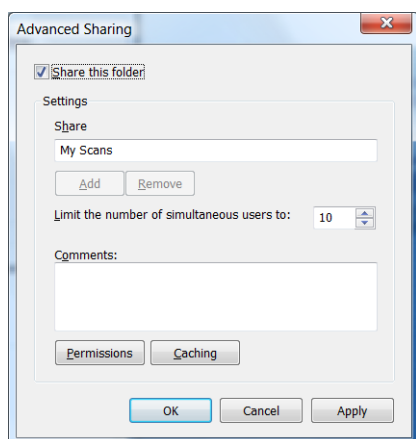 Advanced Sharing
Share this folder
Settings
Share
My Scans
Add Remove
Limit the number of simultaneous users to: 10
Comments:
Permissions Caching
OK Cancel Apply